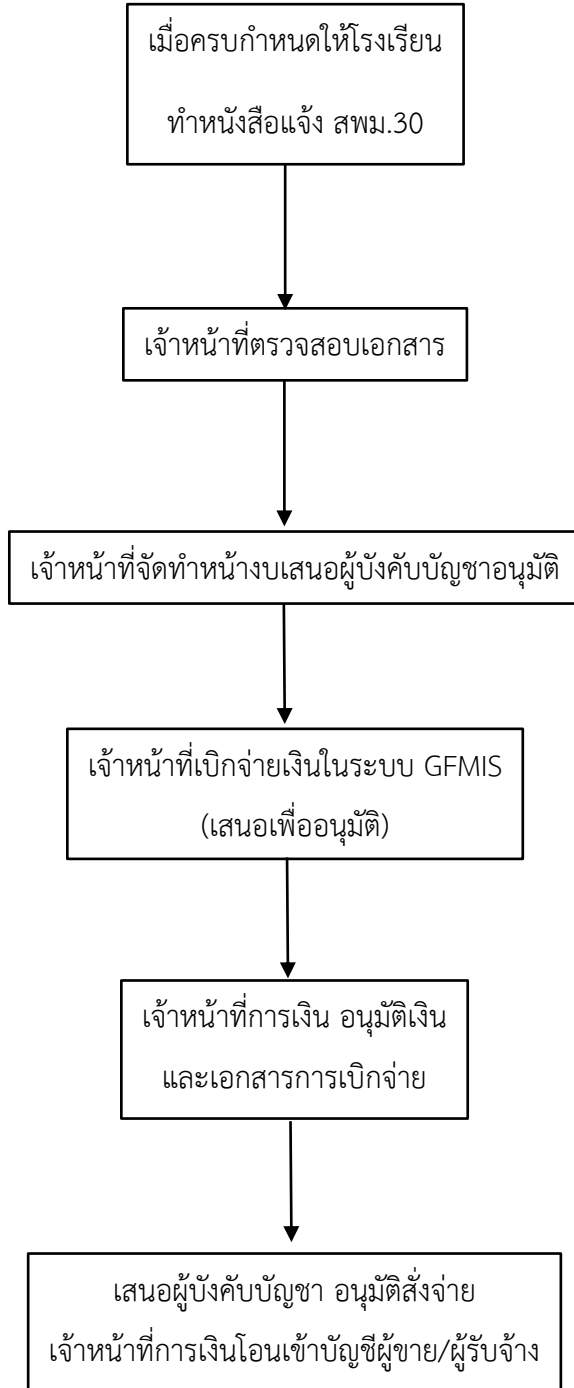 เมื่อครบกำหนดให้โรงเรียน
ทำหนังสือแจ้ง สพม.30
เจ้าหน้าที่ตรวจสอบเอกสาร
เจ้าหน้าที่จัดทำหน้างบเสนอผู้บังคับบัญชาอนุมัติ
เจ้าหน้าที่เบิกจ่ายเงินในระบบ GFMIS
(เสนอเพื่ออนุมัติ)
เจ้าหน้าที่การเงิน อนุมัติเงิน
และเอกสารการเบิกจ่าย
เสนอผู้บังคับบัญชา อนุมัติสั่งจ่าย
เจ้าหน้าที่การเงินโอนเข้าบัญชีผู้ขาย/ผู้รับจ้าง